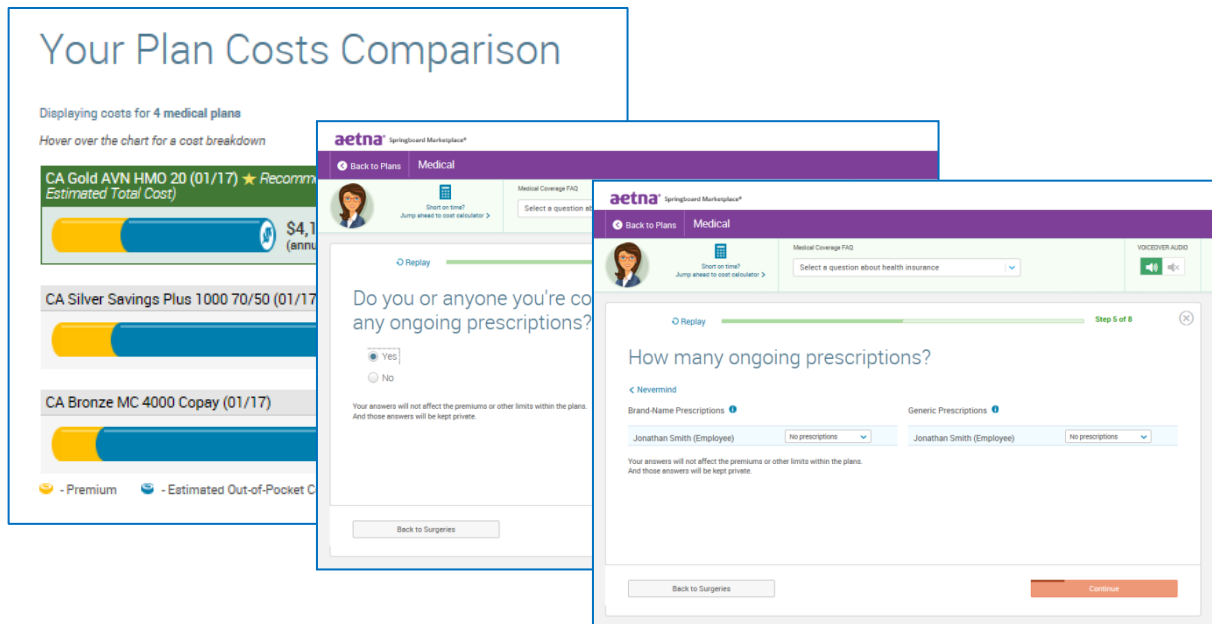 Your Plan Costs Comparison
Displaying costs for 4 medical plans
Hover over the chart for a cost breakdown
CA Gold AVN HMO 20 (01/17) ★ Recomm
Estimated Total Cost)
$4,1
(annu
CA Silver Savings Plus 1000 70/50 (01/17
CA Bronze MC 4000 Copay (01/17)
- Premium - Estimated Out-of-Pocket C
aetna® Springboard Marketplace®
Back to Plans Medical
Short on time?
Jump ahead to cost calculator >
Medical Coverage FAQ
Select a question ab
Replay
Do you or anyone you're co
any ongoing prescriptions?
Yes
No
Your answers will not affect the premiums or other limits within the plans.
And those answers will be kept private.
Back to Surgeries
aetna® Springboard Marketplace®
Back to Plans Medical
Short on time?
Jump ahead to cost calculator >
Medical Coverage FAQ
Select a question about health insurance
VOICEOVER AUDIO
Replay Step 5 of 8
How many ongoing prescriptions?
< Nevermind
Brand-Name Prescriptions Generic Prescriptions
Jonathan Smith (Employee) No prescriptions Jonathan Smith (Employee) No prescriptions
Your answers will not affect the premiums or other limits within the plans.
And those answers will be kept private.
Back to Surgeries Continue